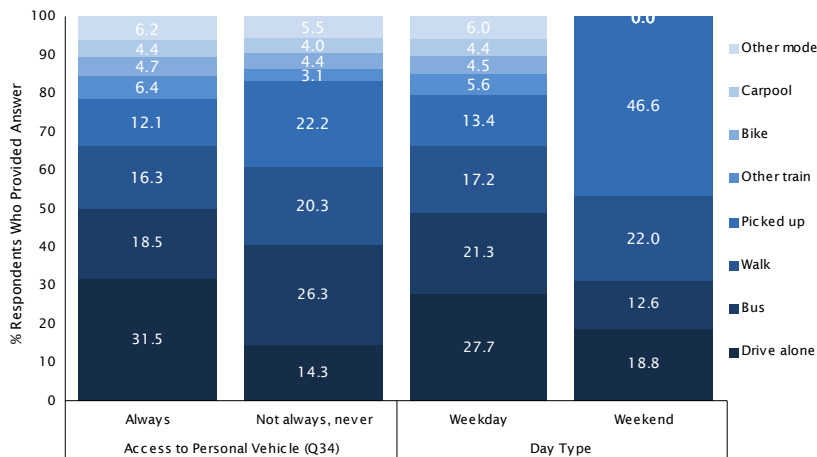 % Respondents Who Provided Answer
100
90
80
70
60
50
40
30
20
10
0
6.2
4.4
4.7
6.4
12.1
16.3
18.5
31.5
5.5
4.0
4.4
3.1
22.2
20.3
26.3
14.3
6.0
4.4
4.5
5.6
13.4
17.2
21.3
27.7
0.0
46.6
22.0
12.6
18.8
Other mode
Carpool
Bike
Other train
Picked up
Walk
Bus
Drive alone
Always
Not always, never
Weekday
Weekend
Access to Personal Vehicle (Q34)
Day Type